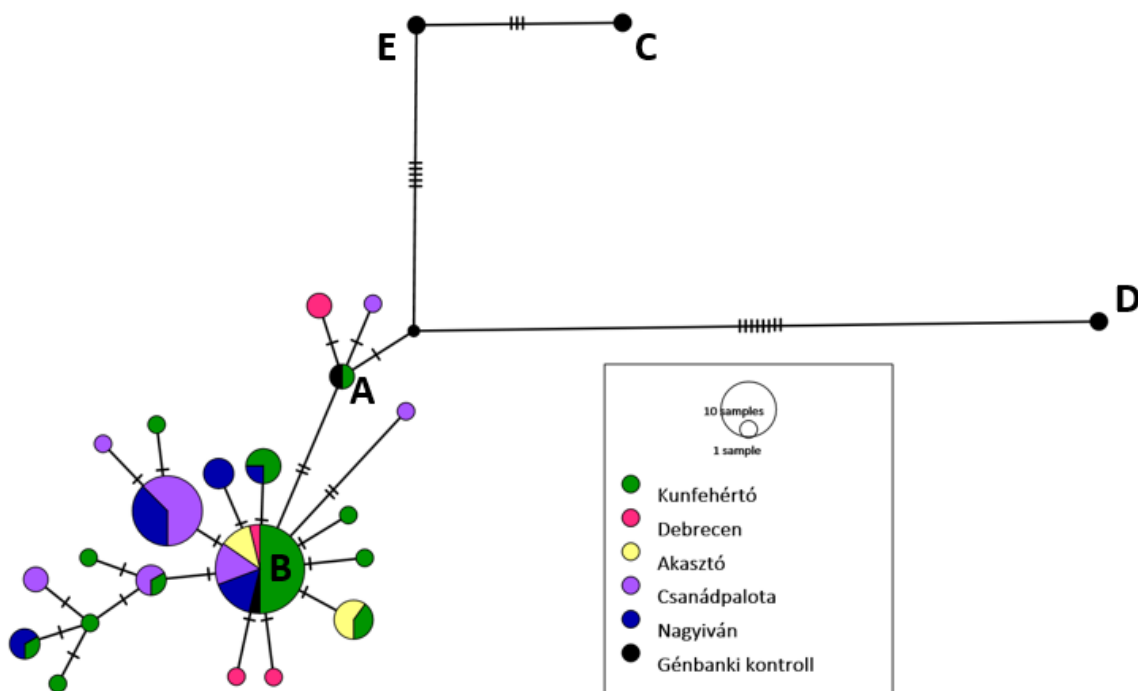 E
C
D
A
B
10 samples
1 sample
Kunfehértó
Debrecen
Akasztó
Csanádpalota
Nagyiván
Génbanki kontroll